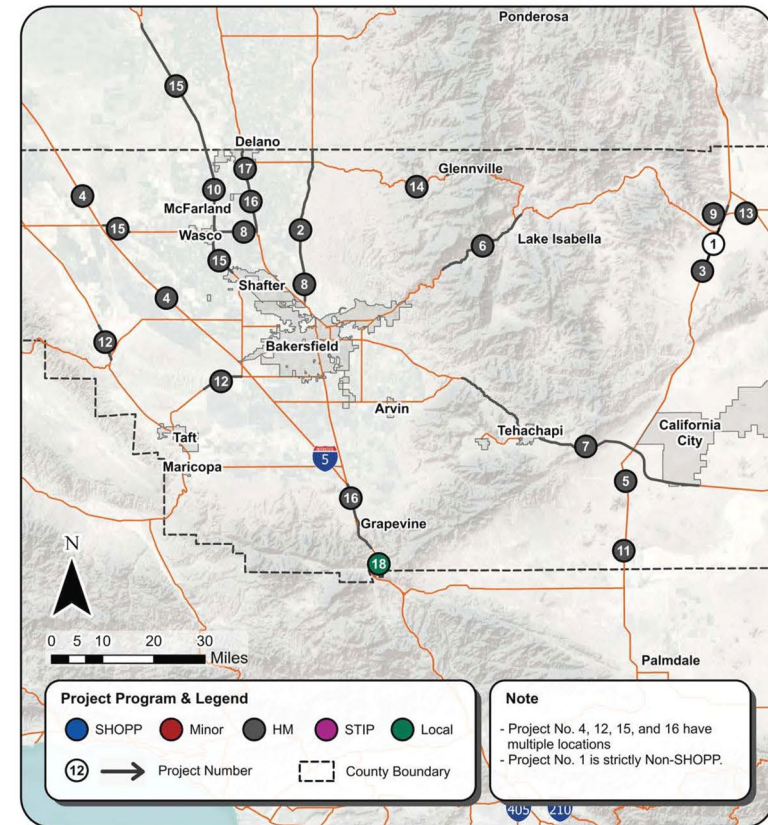 Ponderosa
15
Delano
17
Glennville
14
4
10
16
McFarland
9
13
15
Wasco
8
2
1
6
Lake Isabella
15
3
Shafter
8
4
12
Bakersfield
12
Arvin
Taft
Tehachapi
California
City
7
Maricopa
5
5
16
Grapevine
11
18
N
0 5 10 20 30
Miles
Palmdale
Project Program & Legend
SHOPP Minor HM STIP Local
12 Project Number County Boundary
Note
- Project No. 4, 12, 15, and 16 have
multiple locations
- Project No. 1 is strictly Non-SHOPP.
405 210